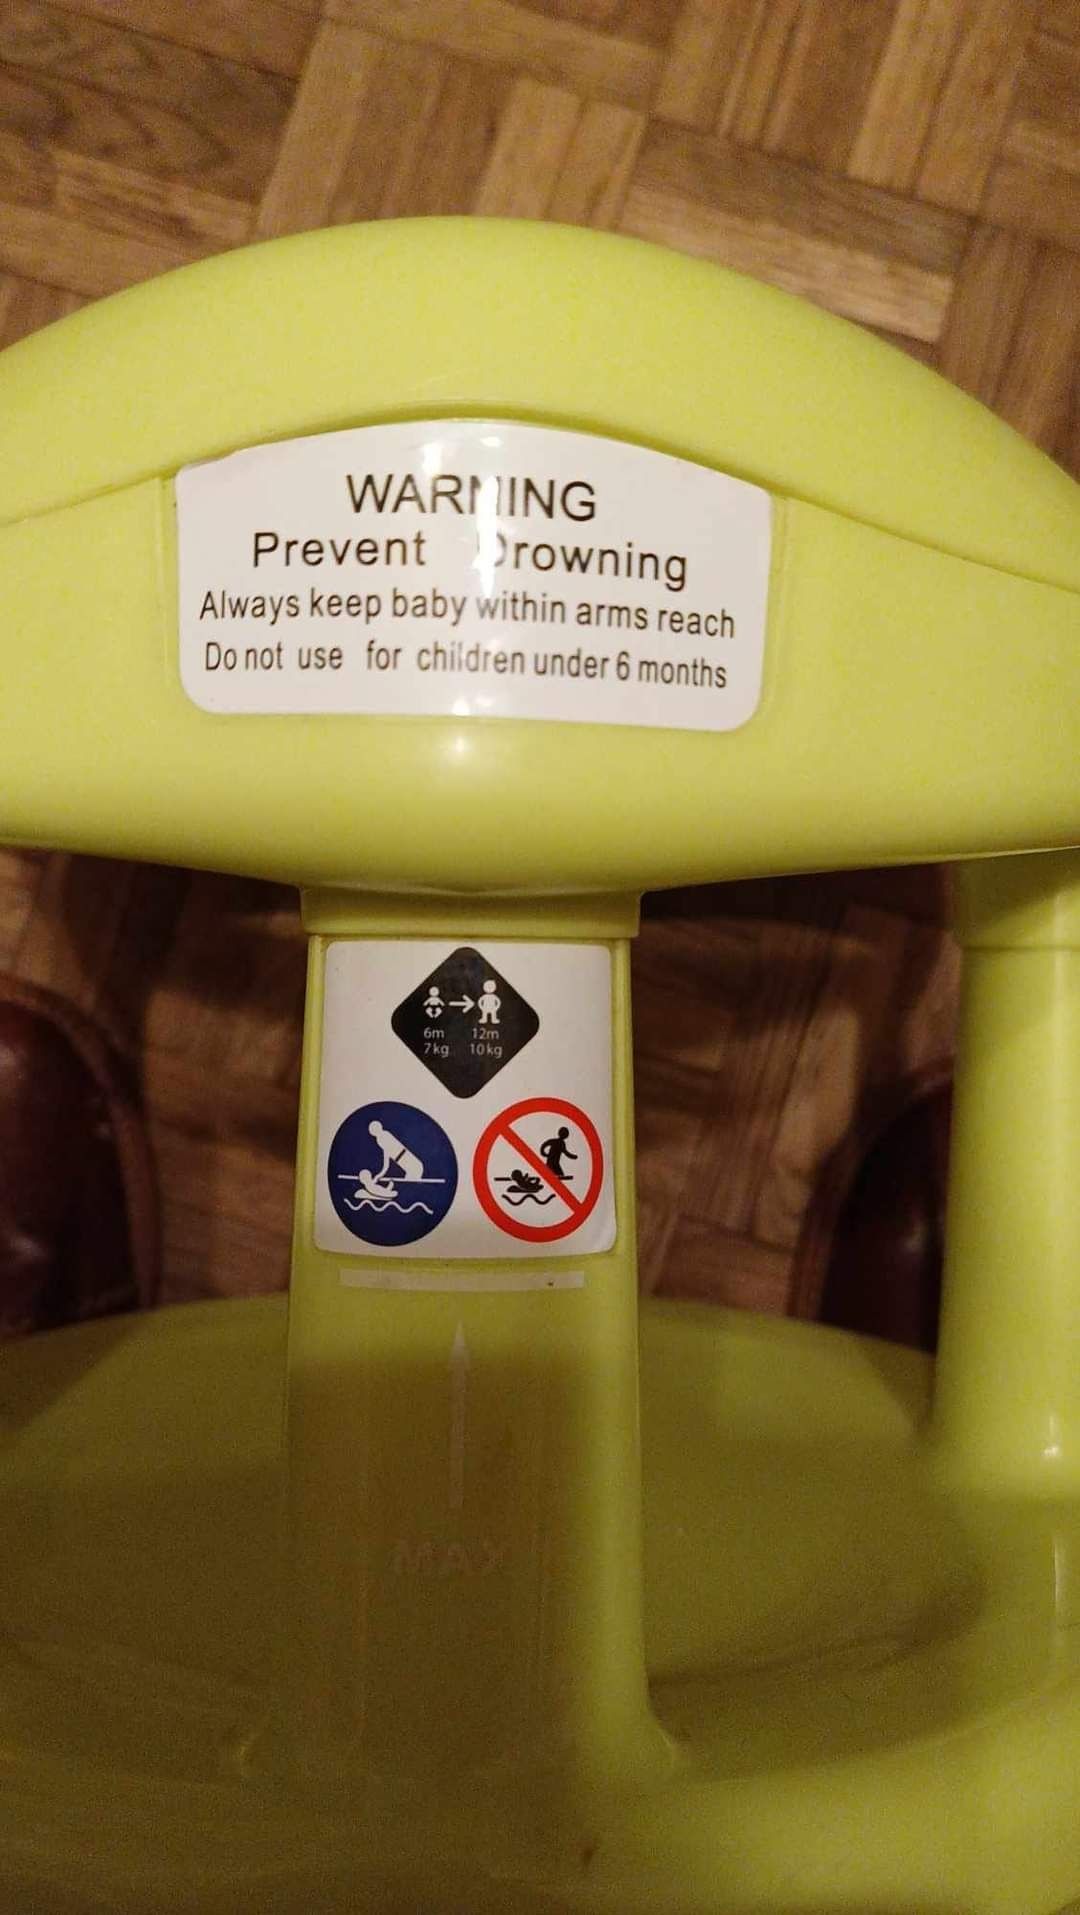 WARNING
Prevent Drowning
Always keep baby within arms reach
Do not use for children under 6 months
6m 12m
7kg 10kg
MAX